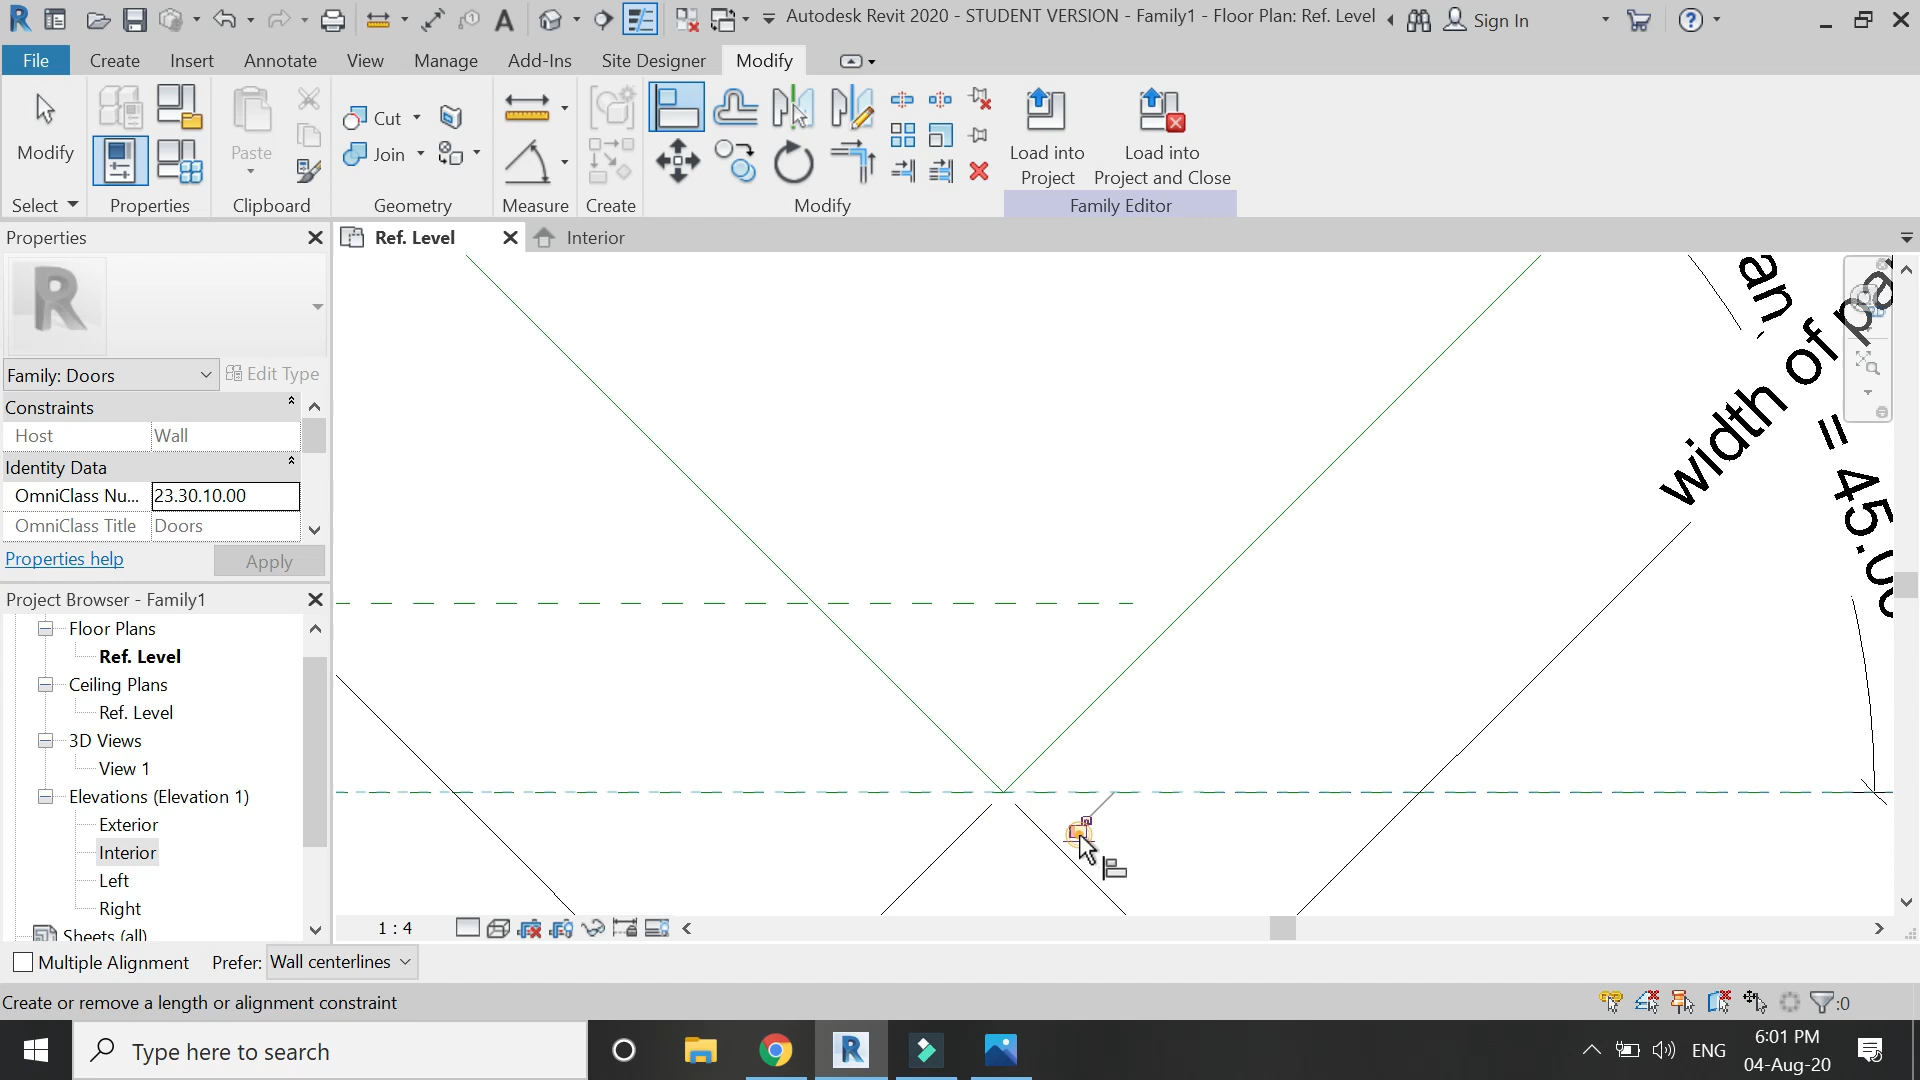 Autodesk Revit 2020 - STUDENT VERSION - Family1 - Floor Plan: Ref. Level
Sign In
File
Create
Insert
Annotate
View
Manage
Add-Ins
Site Designer
Modify
Modify
Paste
Cut
Join
Load into
Project
Load into
Project and Close
Select
Properties
Clipboard
Geometry
Measure
Create
Modify
Family Editor
Properties
Ref. Level
Interior
Family: Doors
Edit Type
Constraints
Host
Wall
Identity Data
OmniClass Nu...
23.30.10.00
OmniClass Title
Doors
Properties help
Apply
Project Browser - Family1
Floor Plans
Ref. Level
Ceiling Plans
Ref. Level
3D Views
View 1
Elevations (Elevation 1)
Exterior
Interior
Left
Right
Sheets (all)
width of pa
= 45.0
1 : 4
Multiple Alignment
Prefer:
Wall centerlines
Create or remove a length or alignment constraint
:0
Type here to search
ENG
6:01 PM
04-Aug-20